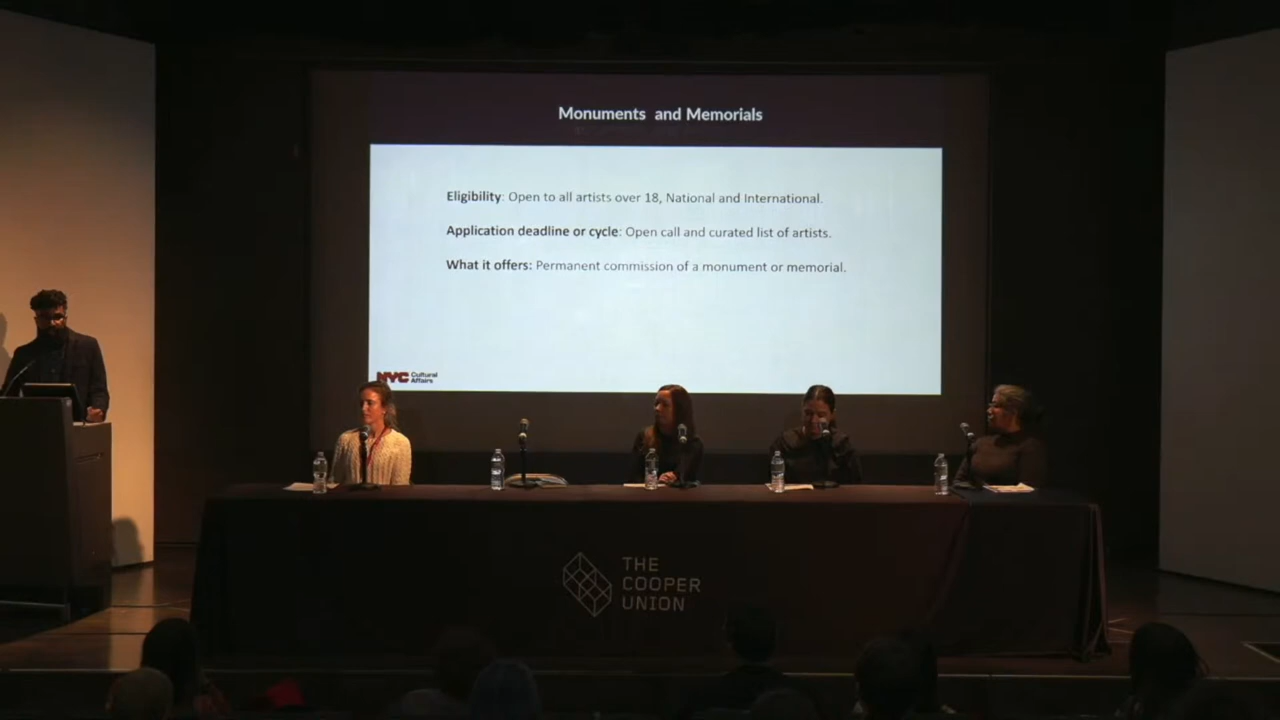 Monuments and Memorials
Eligibility: Open to all artists over 18, National and International.
Application deadline or cycle: Open call and curated list of artists.
What it offers: Permanent commission of a monument or memorial.
NYC Cultural
Affairs
THE
COOPER
UNION